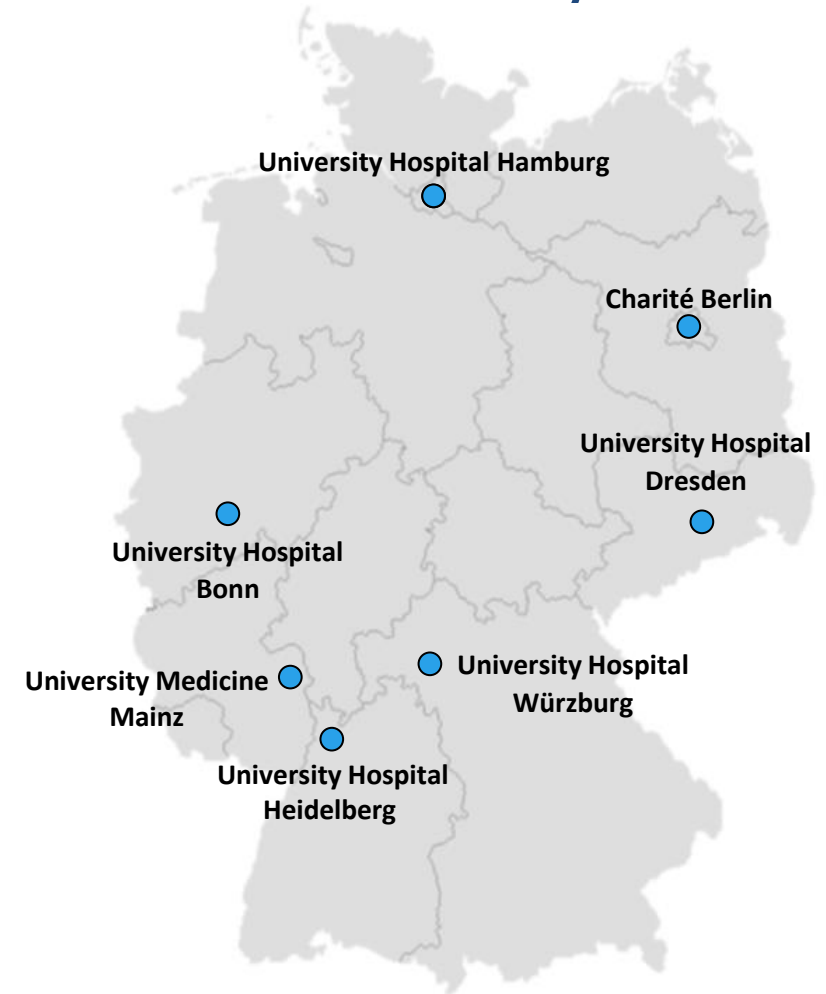 University Hospital Hamburg
Charité Berlin
University Hospital
Dresden
University Hospital
Bonn
University Medicine
Mainz
University Hospital
Würzburg
University Hospital
Heidelberg